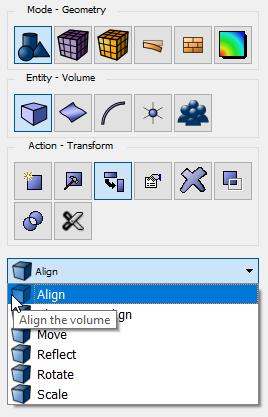 Mode - Geometry
Entity - Volume
Action - Transform
Align
Align
Align the volume
Move
Reflect
Rotate
Scale